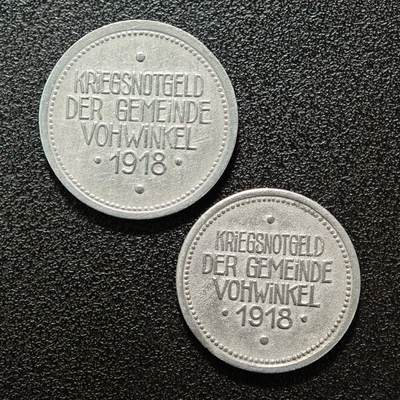 KRiEGSNOTGELD
DER GEMEiNDE
VOHWiNKEL
· 1918 ·
KRiEGSNOTGELD
DER GEMEiNDE
VOHWiNKEL
· 1918 ·